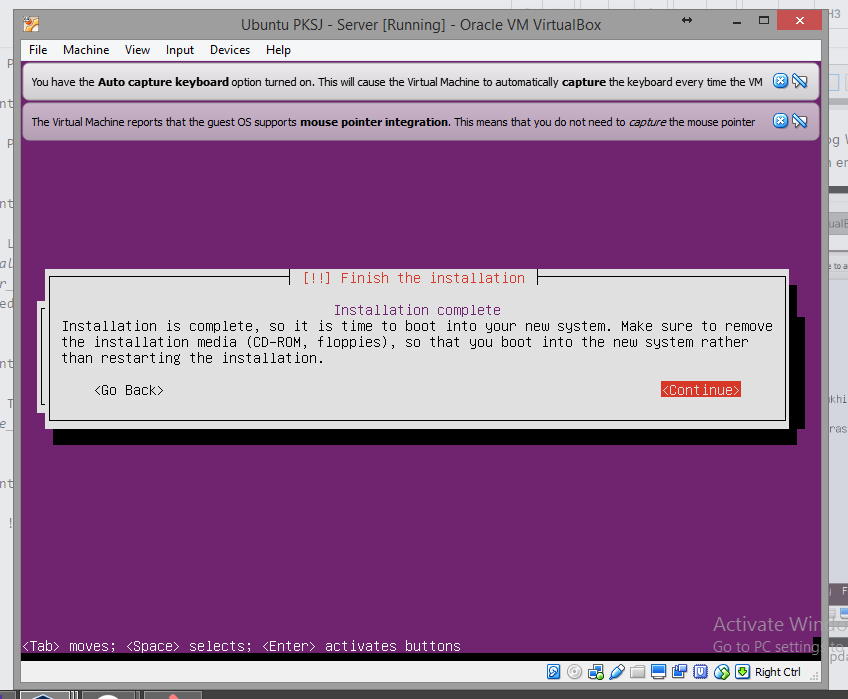 Ubuntu PKSJ - Server [Running] - Oracle VM VirtualBox
File Machine View Input Devices Help
You have the Auto capture keyboard option turned on. This will cause the Virtual Machine to automatically capture the keyboard every time the VM
The Virtual Machine reports that the guest OS supports mouse pointer integration. This means that you do not need to capture the mouse pointer
[!!] Finish the installation
Installation complete
Installation is complete, so it is time to boot into your new system. Make sure to remove
the installation media (CD-ROM, floppies), so that you boot into the new system rather
than restarting the installation.
<Go Back> <Continue>
Activate Windo
Go to PC settings to
<Tab> moves; <Space> selects; <Enter> activates buttons
Right Ctrl